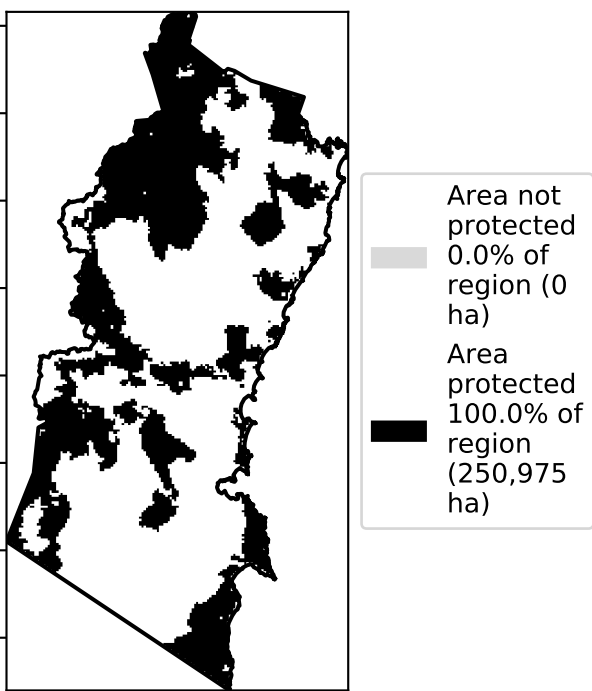 Area not
protected
0.0% of
region (0
ha)
Area
protected
100.0% of
region
(250,975
ha)